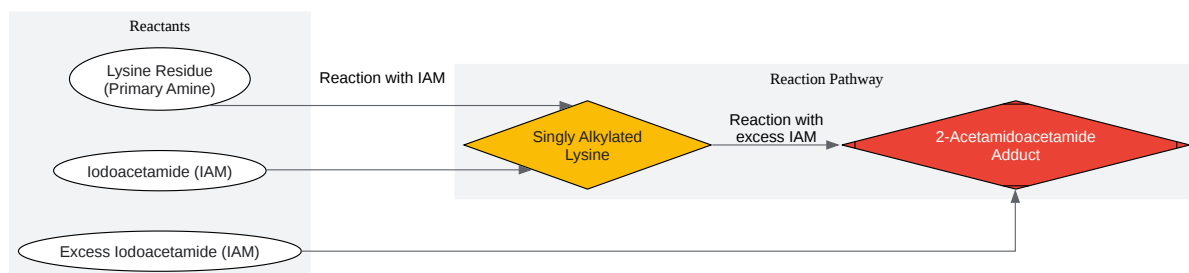 Reactants
Lysine Residue
(Primary Amine)
Reaction with IAM
Reaction Pathway
Singly Alkylated
Lysine
Reaction with
excess IAM
2-Acetamidoacetamide
Adduct
Iodoacetamide (IAM)
Excess Iodoacetamide (IAM)